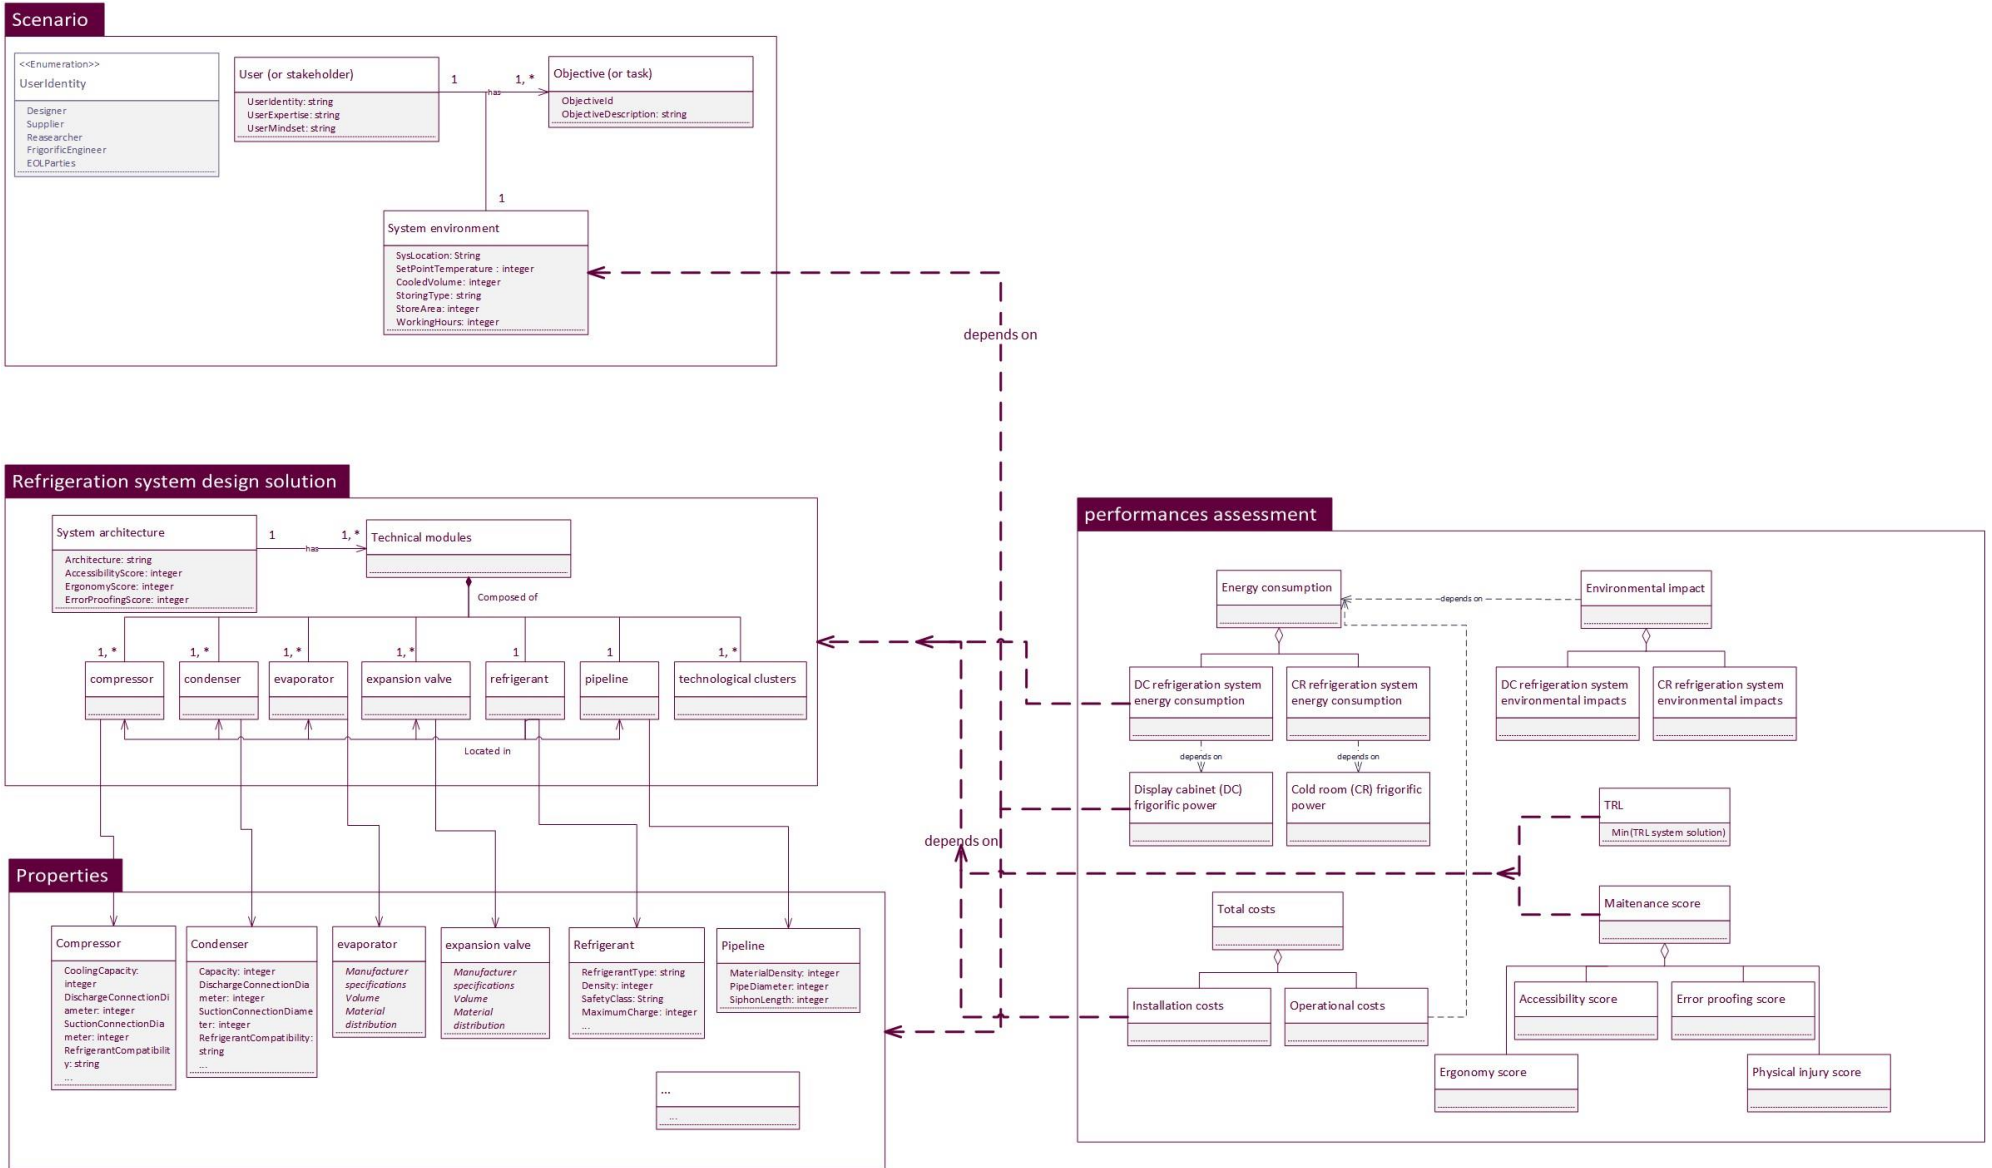 Scenario
<<Enumeration>>
UserIdentity
Designer
Supplier
Reasearcher
FrigorificEngineer
EOLParties
User (or stakeholder)
UserIdentity: string
UserExpertise: string
UserMindset: string
1
has
1, *
Objective (or task)
ObjectiveId
ObjectiveDescription: string
1
System environment
SysLocation: String
SetPointTemperature : integer
CooledVolume: integer
StoringType: string
StoreArea: integer
WorkingHours: integer
depends on
Refrigeration system design solution
System architecture
Architecture: string
AccessibilityScore: integer
ErgonomyScore: integer
ErrorProofingScore: integer
1
has
1, *
Technical modules
Composed of
1, *
1, *
1, *
1, *
1
1
1, *
compressor
condenser
evaporator
expansion valve
refrigerant
pipeline
technological clusters
Located in
performances assessment
Energy consumption
depends on
Environmental impact
DC refrigeration system
energy consumption
CR refrigeration system
energy consumption
DC refrigeration system
environmental impacts
CR refrigeration system
environmental impacts
depends on
depends on
Display cabinet (DC)
frigorific power
Cold room (CR) frigorific
power
TRL
Min(TRL system solution)
depends on
Total costs
Maitenance score
Installation costs
Operational costs
Accessibility score
Error proofing score
Ergonomy score
Physical injury score
Properties
Compressor
CoolingCapacity:
integer
DischargeConnectionDi
ameter: integer
SuctionConnectionDia
meter: integer
RefrigerantCompatibilit
y: string
...
Condenser
Capacity: integer
DischargeConnectionDia
meter: integer
SuctionConnectionDiame
ter: integer
RefrigerantCompatibility:
string
...
evaporator
Manufacturer
specifications
Volume
Material
distribution
expansion valve
Manufacturer
specifications
Volume
Material
distribution
Refrigerant
RefrigerantType: string
Density: integer
SafetyClass: String
MaximumCharge: integer
...
Pipeline
MaterialDensity: integer
PipeDiameter: integer
SiphonLength: integer
...
...